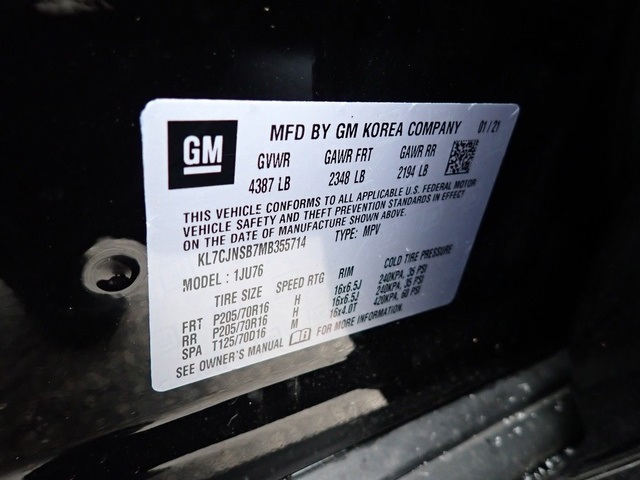 GM
MFD BY GM KOREA COMPANY 01/21
GVWR GAWR FRT GAWR RR
4387 LB 2348 LB 2194 LB
THIS VEHICLE CONFORMS TO ALL APPLICABLE U.S. FEDERAL MOTOR
VEHICLE SAFETY AND THEFT PREVENTION STANDARDS IN EFFECT
ON THE DATE OF MANUFACTURE SHOWN ABOVE.
KL7CJNSB7MB355714 TYPE: MPV
MODEL : 1JU76
TIRE SIZE SPEED RTG RIM COLD TIRE PRESSURE
FRT P205/70R16 H 16x6.5J 240KPA, 35 PSI
RR P205/70R16 H 16x6.5J 240KPA, 35 PSI
SPA T125/70D16 M 16x4.0T 420KPA, 60 PSI
SEE OWNER'S MANUAL FOR MORE INFORMATION.